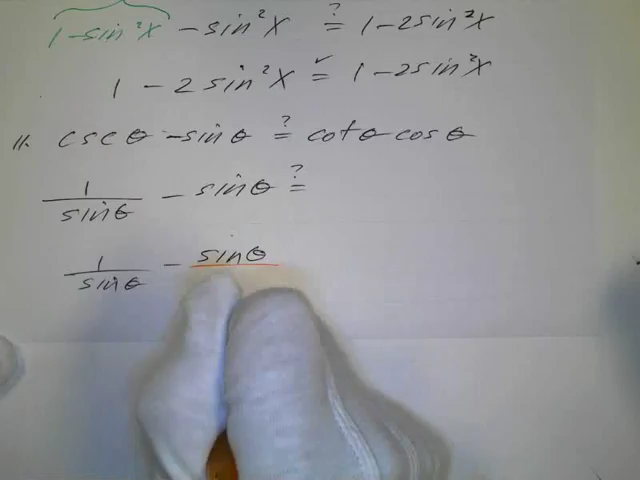 1-sin²x - sin²x ≟ 1-2sin²x
1 - 2sin²x ≟ 1-2sin²x
11. cscθ - sinθ ≟ cotθ cosθ
1/sinθ - sinθ ≟
1/sinθ - sinθ